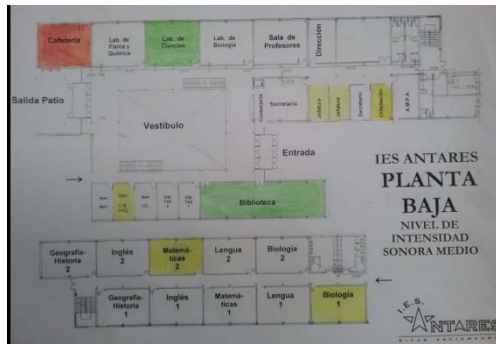 Cafetería
Lab. de
Física y
Química
Lab. de
Ciencias
Lab. de
Biología
Sala de
Profesores
Dirección
Salida Patio
Vestíbulo
Conserjería
Secretaría
Jefatura
Jefatura
Secretario
Orientación
A.M.P.A.
Entrada
Biblioteca
IES ANTARES
PLANTA
BAJA
NIVEL DE
INTENSIDAD
SONORA MEDIO
Geografía-
Historia
2
Inglés
2
Matemá-
ticas
2
Lengua
2
Biología
2
Geografía-
Historia
1
Inglés
1
Matemá-
ticas
1
Lengua
1
Biología
1
I.E.S.
ANTARES